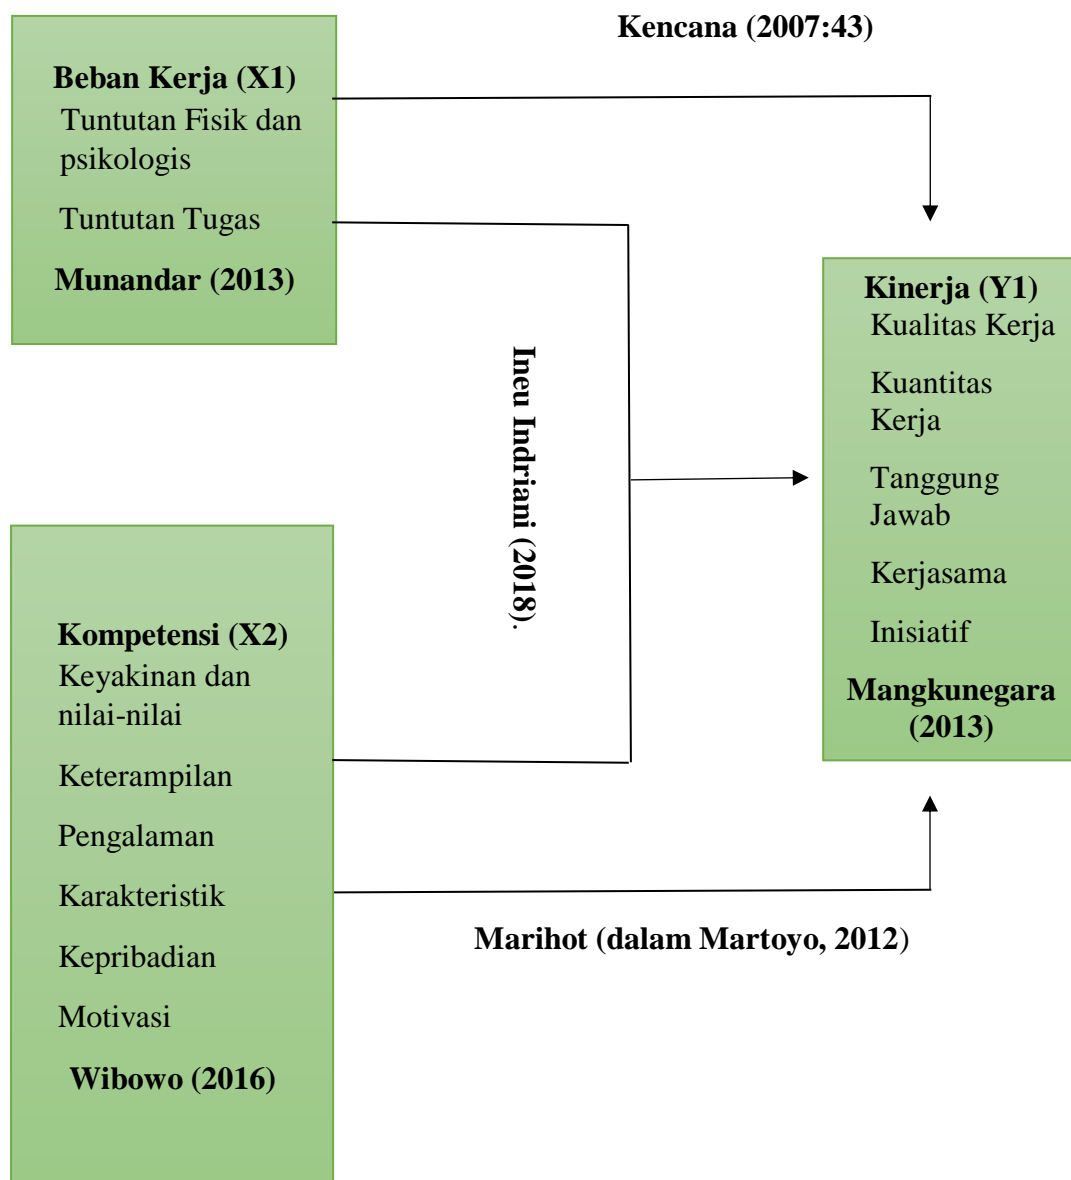 Kencana (2007:43)
Beban Kerja (X1)
Tuntutan Fisik dan
psikologis
Tuntutan Tugas
Munandar (2013)
Ineu Indriani (2018).
Kinerja (Y1)
Kualitas Kerja
Kuantitas
Kerja
Tanggung
Jawab
Kerjasama
Inisiatif
Mangkunegara
(2013)
Kompetensi (X2)
Keyakinan dan
nilai-nilai
Keterampilan
Pengalaman
Karakteristik
Kepribadian
Motivasi
Wibowo (2016)
Marihot (dalam Martoyo, 2012)